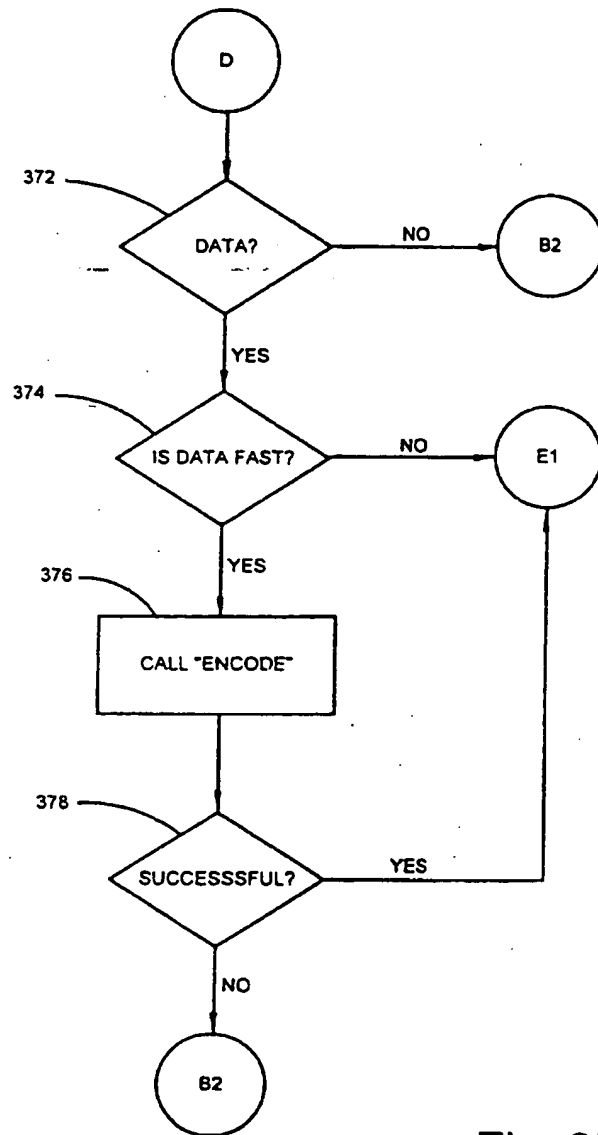 D
372
DATA?
NO
B2
YES
374
IS DATA FAST?
NO
E1
YES
376
CALL "ENCODE"
378
SUCCESSSFUL?
YES
NO
B2